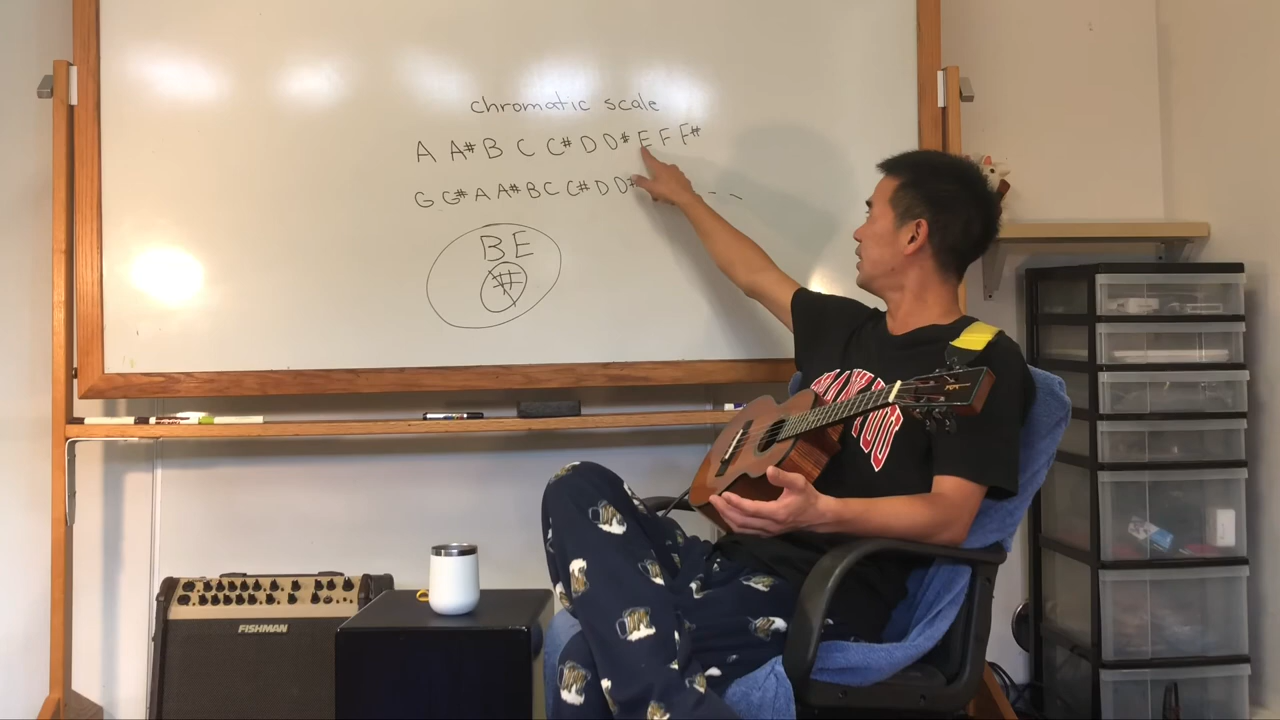 chromatic scale
A A# B C C# D D# E F F#
G G# A A# B C C# D D#
BE
#
FISHMAN